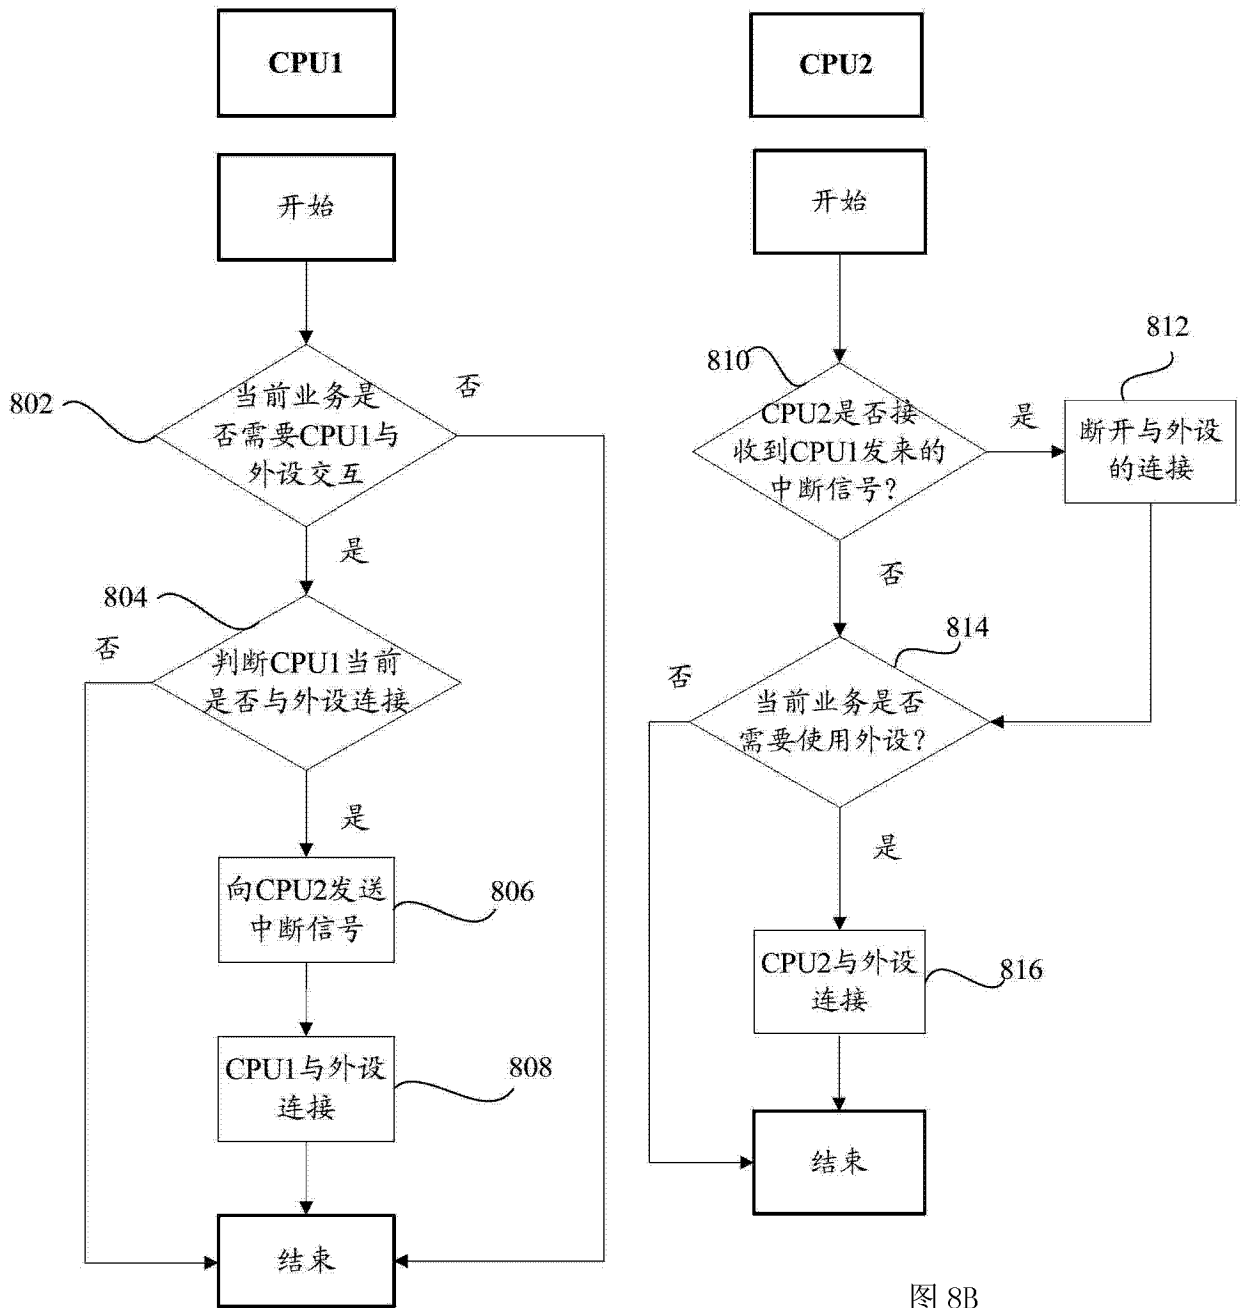 CPU1
开始
802
当前业务是
否需要CPU1与
外设交互
否
是
804
否
判断CPU1当前
是否与外设连接
是
向CPU2发送
中断信号
806
CPU1与外设
连接
808
结束
CPU2
开始
810
CPU2是否接
收到CPU1发来的
中断信号?
是
812
断开与外设
的连接
否
814
否
当前业务是否
需要使用外设?
是
CPU2与外设
连接
816
结束
图 8B